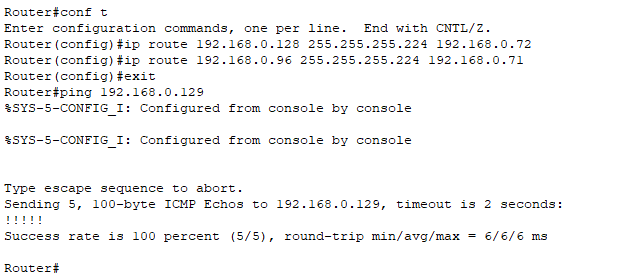 Router#conf t
Enter configuration commands, one per line.  End with CNTL/Z.
Router(config)#ip route 192.168.0.128 255.255.255.224 192.168.0.72
Router(config)#ip route 192.168.0.96 255.255.255.224 192.168.0.71
Router(config)#exit
Router#ping 192.168.0.129
%SYS-5-CONFIG_I: Configured from console by console
%SYS-5-CONFIG_I: Configured from console by console
Type escape sequence to abort.
Sending 5, 100-byte ICMP Echos to 192.168.0.129, timeout is 2 seconds:
!!!!!
Success rate is 100 percent (5/5), round-trip min/avg/max = 6/6/6 ms
Router#